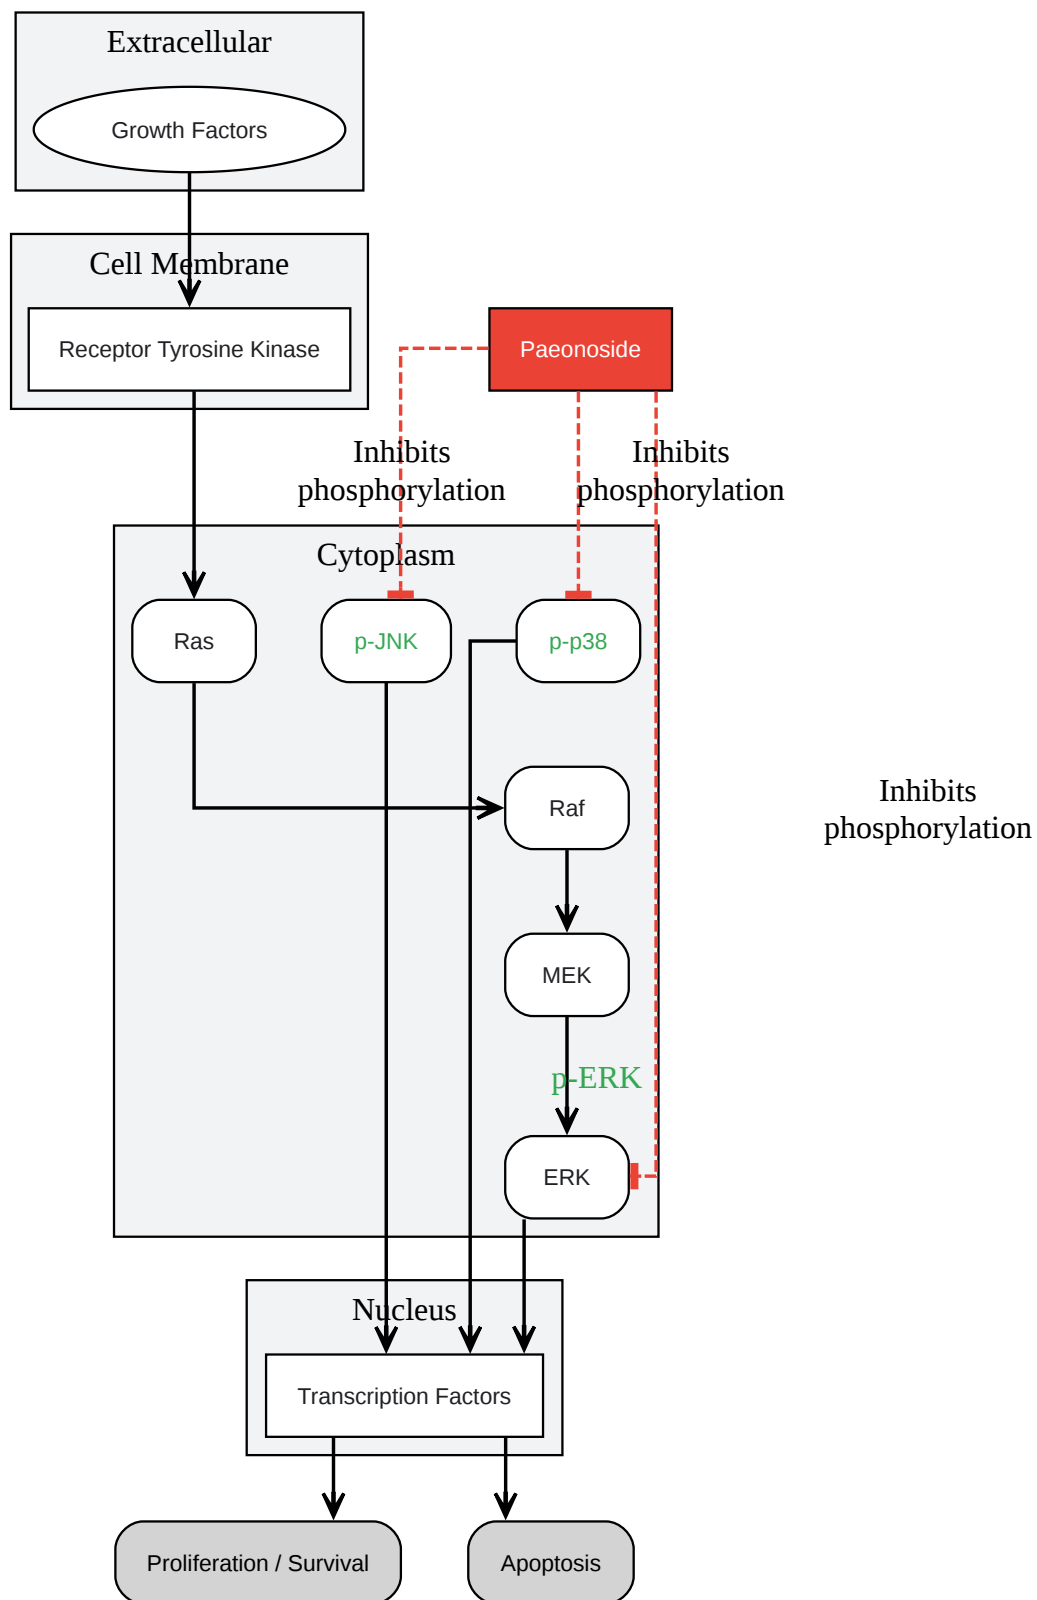 Extracellular
Growth Factors
Cell Membrane
Receptor Tyrosine Kinase
Paeonoside
Inhibits
phosphorylation
Inhibits
phosphorylation
Cytoplasm
Ras
p-JNK
p-p38
Raf
Inhibits
phosphorylation
MEK
p-ERK
ERK
Nucleus
Transcription Factors
Proliferation / Survival
Apoptosis